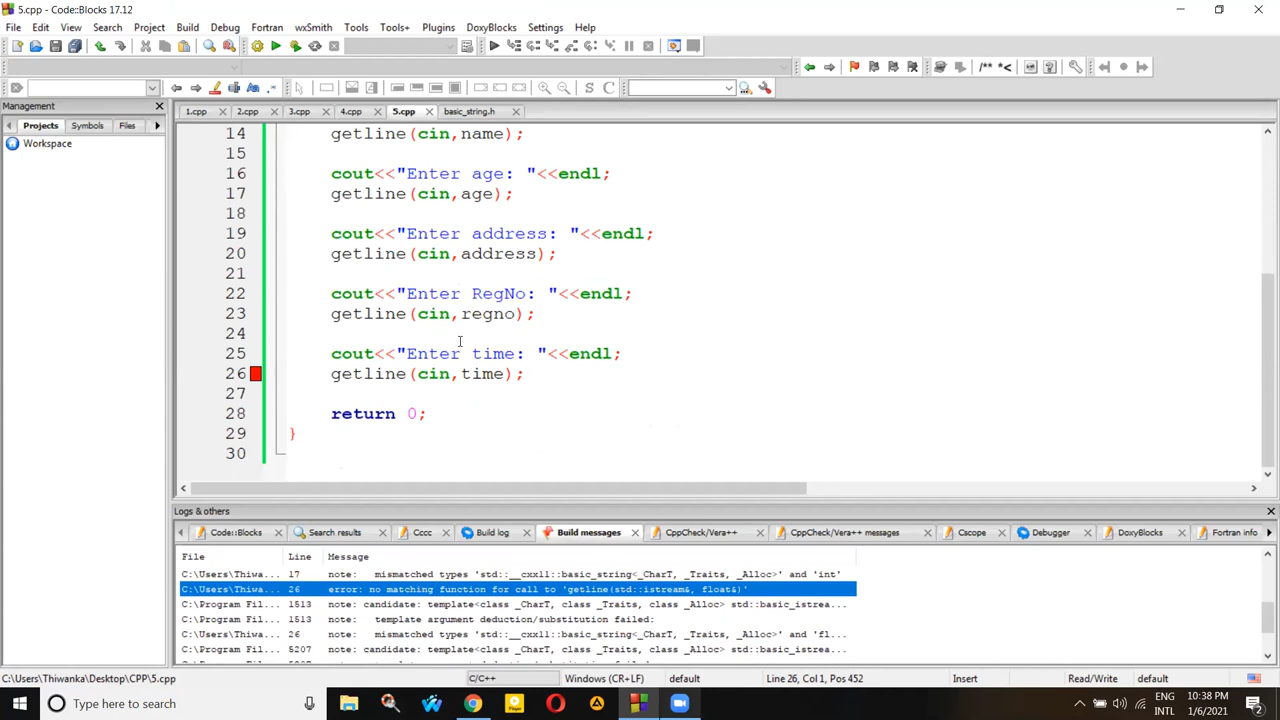 5.cpp - Code::Blocks 17.12
File Edit View Search Project Build Debug Fortran wxSmith Tools Tools+ Plugins DoxyBlocks Settings Help
/** *<
S C
Management
1.cpp 2.cpp 3.cpp 4.cpp 5.cpp basic_string.h
Projects Symbols Files
Workspace
14 getline(cin,name);
15
16 cout<<"Enter age: "<<endl;
17 getline(cin,age);
18
19 cout<<"Enter address: "<<endl;
20 getline(cin,address);
21
22 cout<<"Enter RegNo: "<<endl;
23 getline(cin,regno);
24
25 cout<<"Enter time: "<<endl;
26 getline(cin,time);
27
28 return 0;
29 }
30
Logs & others
Code::Blocks Search results Cccc Build log Build messages CppCheck/Vera++ CppCheck/Vera++ messages Cscope Debugger DoxyBlocks Fortran info
File Line Message
C:\Users\Thiwa... 17 note: mismatched types 'std::__cxx11::basic_string<_CharT, _Traits, _Alloc>' and 'int'
C:\Users\Thiwa... 26 error: no matching function for call to 'getline(std::istream&, float&)'
C:\Program Fil... 1513 note: candidate: template<class _CharT, class _Traits, class _Alloc> std::basic_istrea...
C:\Program Fil... 1513 note: template argument deduction/substitution failed:
C:\Users\Thiwa... 26 note: mismatched types 'std::__cxx11::basic_string<_CharT, _Traits, _Alloc>' and 'fl...
C:\Program Fil... 5207 note: candidate: template<class _CharT, class _Traits, class _Alloc> std::basic_istrea...
C:\Users\Thiwanka\Desktop\CPP\5.cpp C/C++ Windows (CR+LF) default Line 26, Col 1, Pos 452 Insert Read/Write default
Type here to search
ENG 10:38 PM
INTL 1/6/2021
2